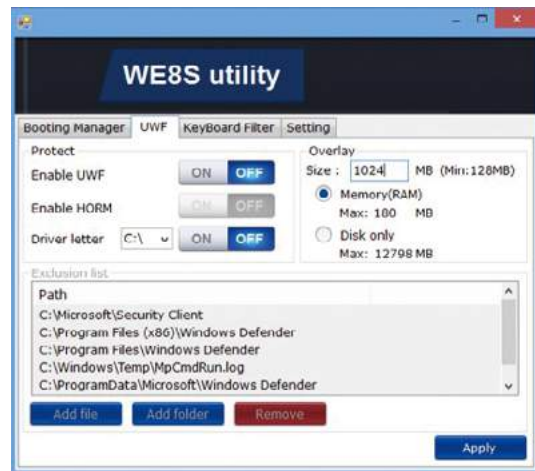 WE8S utility
Booting Manager UWF KeyBoard Filter Setting
Protect
Enable UWF ON OFF
Enable HORM ON OFF
Driver letter C:\ ON OFF
Overlay
Size : 1024 MB (Min:128MB)
Memory(RAM)
Max: 100 MB
Disk only
Max: 12798 MB
Exclusion list
Path
C:\Microsoft\Security Client
C:\Program Files (x86)\Windows Defender
C:\Program Files\Windows Defender
C:\Windows\Temp\MpCmdRun.log
C:\ProgramData\Microsoft\Windows Defender
Add file Add folder Remove
Apply